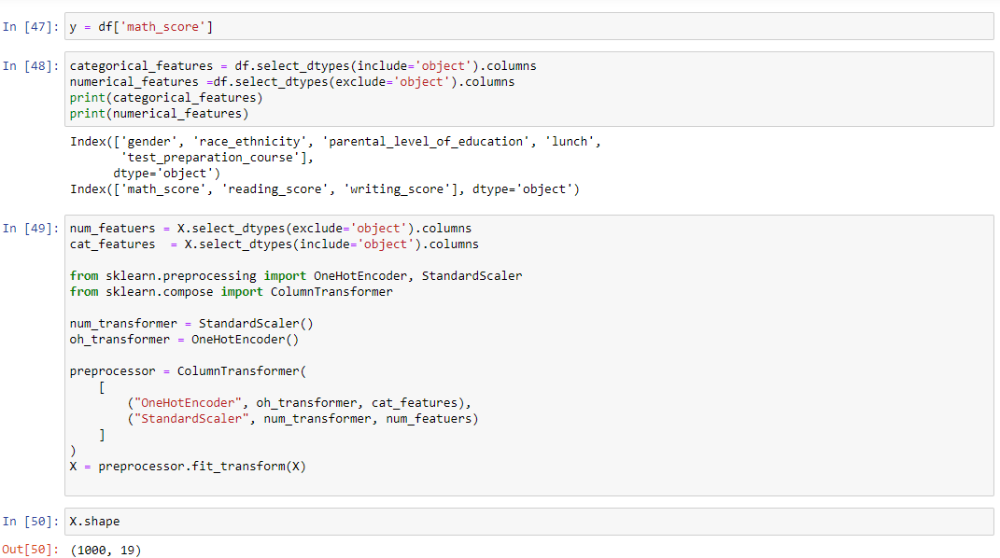 In [47]: y = df['math_score']
In [48]: categorical_features = df.select_dtypes(include='object').columns
numerical_features =df.select_dtypes(exclude='object').columns
print(categorical_features)
print(numerical_features)
Index(['gender', 'race_ethnicity', 'parental_level_of_education', 'lunch',
       'test_preparation_course'],
      dtype='object')
Index(['math_score', 'reading_score', 'writing_score'], dtype='object')
In [49]: num_featuers = X.select_dtypes(exclude='object').columns
cat_features  = X.select_dtypes(include='object').columns
from sklearn.preprocessing import OneHotEncoder, StandardScaler
from sklearn.compose import ColumnTransformer
num_transformer = StandardScaler()
oh_transformer = OneHotEncoder()
preprocessor = ColumnTransformer(
    [
        ("OneHotEncoder", oh_transformer, cat_features),
        ("StandardScaler", num_transformer, num_featuers)
    ]
)
X = preprocessor.fit_transform(X)
In [50]: X.shape
Out[50]: (1000, 19)